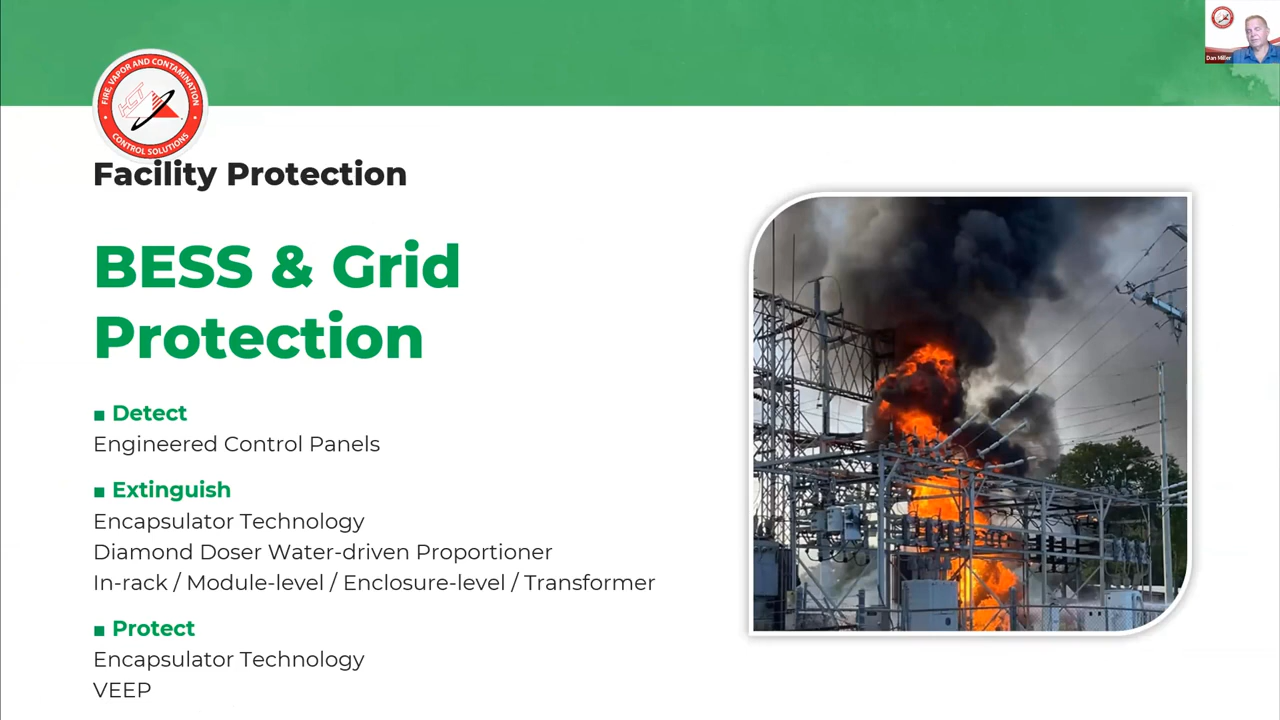 FIRE, VAPOR AND CONTAMINATION
HCT
CONTROL SOLUTIONS
Dan Miller
Facility Protection
BESS & Grid
Protection
■ Detect
Engineered Control Panels
■ Extinguish
Encapsulator Technology
Diamond Doser Water-driven Proportioner
In-rack / Module-level / Enclosure-level / Transformer
■ Protect
Encapsulator Technology
VEEP